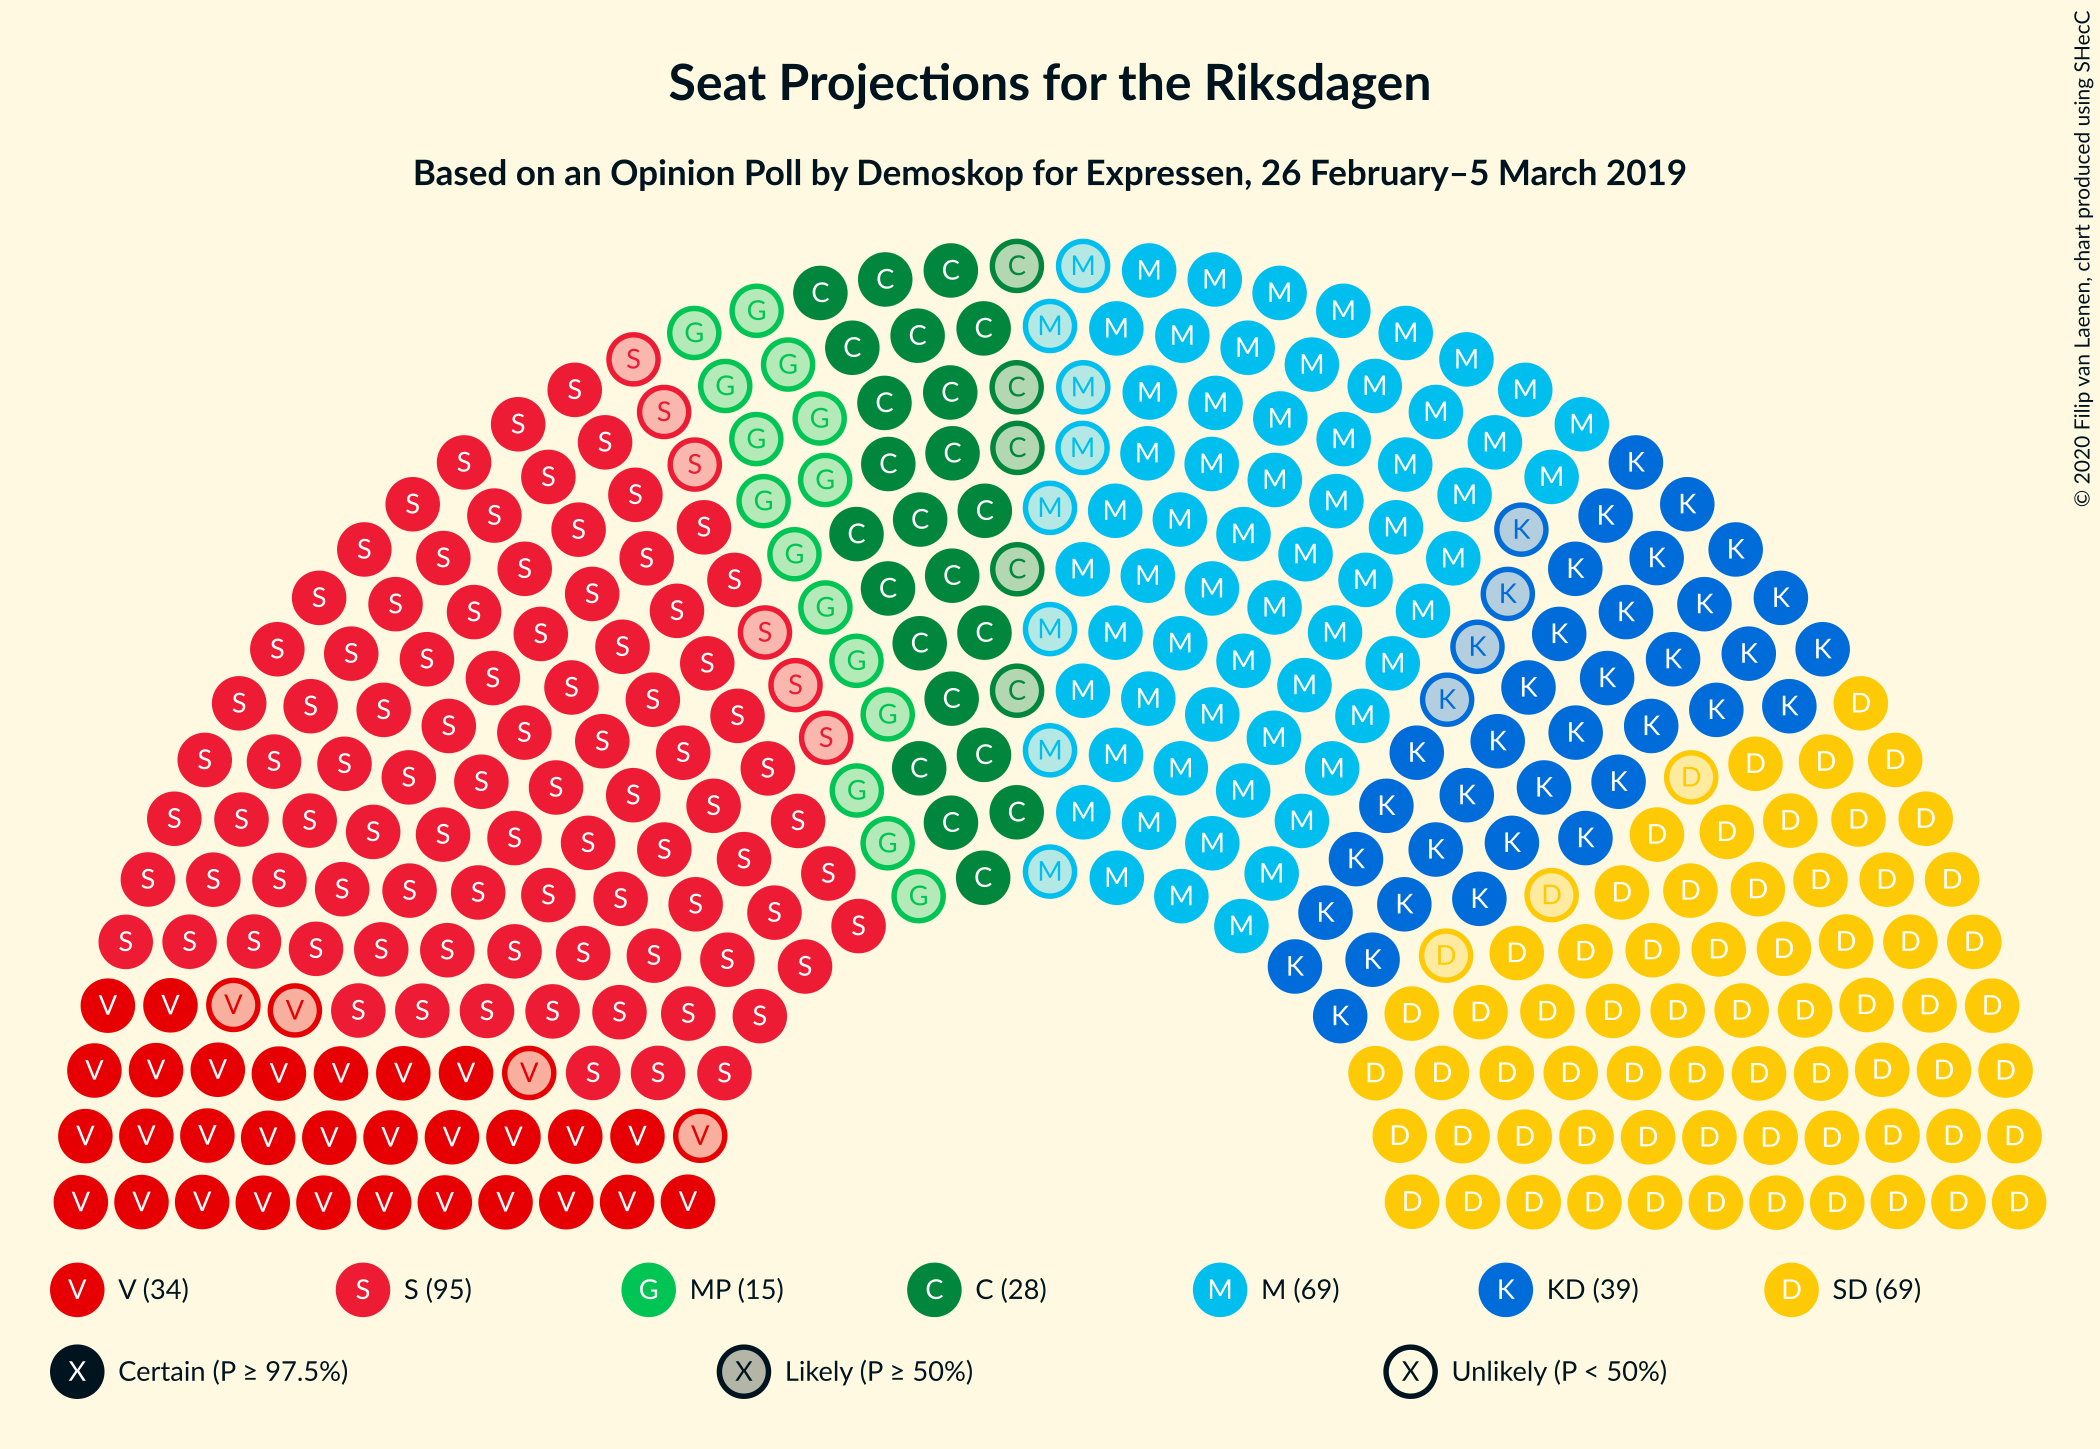 Seat Projections for the Riksdagen
Based on an Opinion Poll by Demoskop for Expressen, 26 February–5 March 2019
© 2020 Filip van Laenen, chart produced using SHecC
V V (34) S S (95) G MP (15) C C (28) M M (69) K KD (39) D SD (69)
X Certain (P ≥ 97.5%) X Likely (P ≥ 50%) X Unlikely (P < 50%)